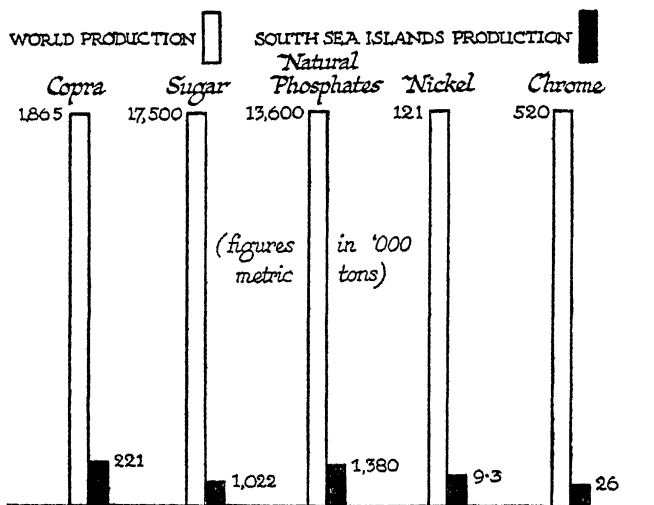 WORLD PRODUCTION
SOUTH SEA ISLANDS PRODUCTION
Copra
Sugar
Natural
Phosphates
Nickel
Chrome
1,865
17,500
13,600
121
520
(figures in '000
metric tons)
221
1,022
1,380
9·3
26